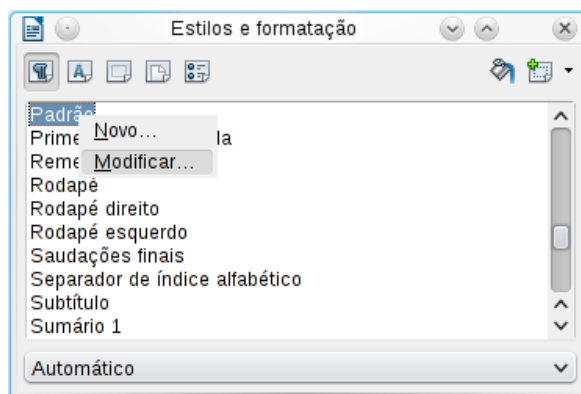 Estilos e formatação
Padrão
Novo...
Prime la
Modificar...
Reme
Rodapé
Rodapé direito
Rodapé esquerdo
Saudações finais
Separador de índice alfabético
Subtítulo
Sumário 1
Automático